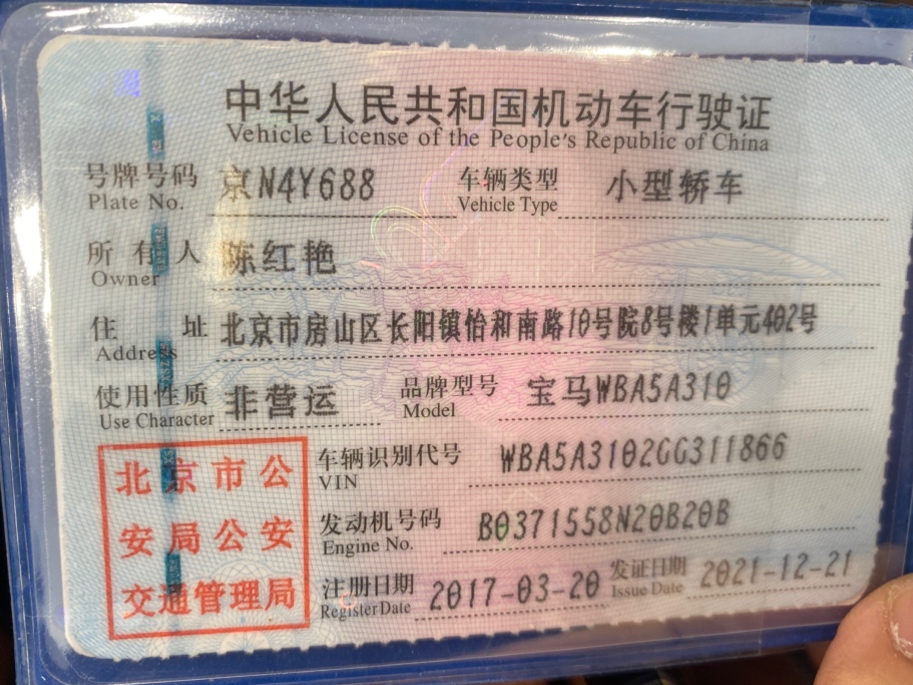 中华人民共和国机动车行驶证
Vehicle License of the People's Republic of China
号牌号码 京N4Y688 车辆类型 小型轿车
Plate No. Vehicle Type
所有人 陈红艳
Owner
住址 北京市房山区长阳镇怡和南路10号院8号楼1单元402号
Address
使用性质 非营运 品牌型号 宝马WBA5A310
Use Character Model
北京市公
安局公安
交通管理局
车辆识别代号 WBA5A3102GG311866
VIN
发动机号码 B0371558N20B20B
Engine No.
注册日期 2017-03-20 发证日期 2021-12-21
Register Date Issue Date